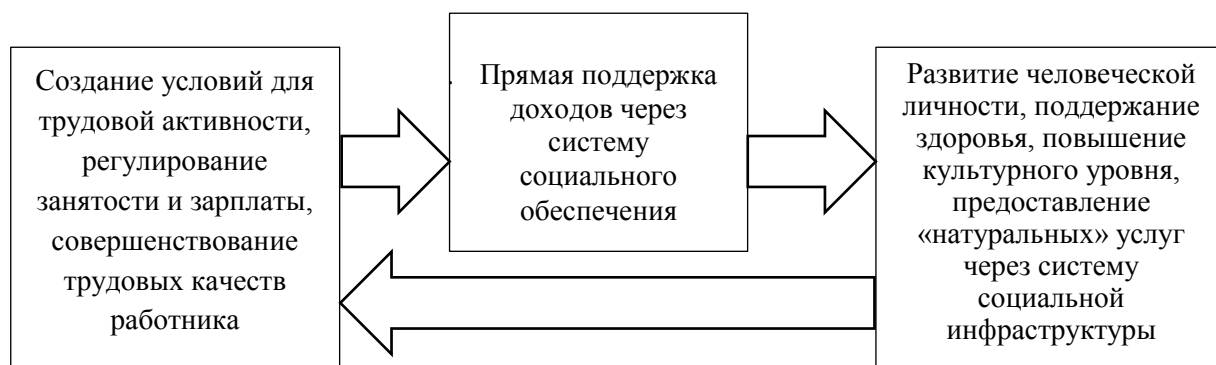 Создание условий для
трудовой активности,
регулирование
занятости и зарплаты,
совершенствование
трудовых качеств
работника
Прямая поддержка
доходов через
систему
социального
обеспечения
Развитие человеческой
личности, поддержание
здоровья, повышение
культурного уровня,
предоставление
«натуральных» услуг
через систему
социальной
инфраструктуры